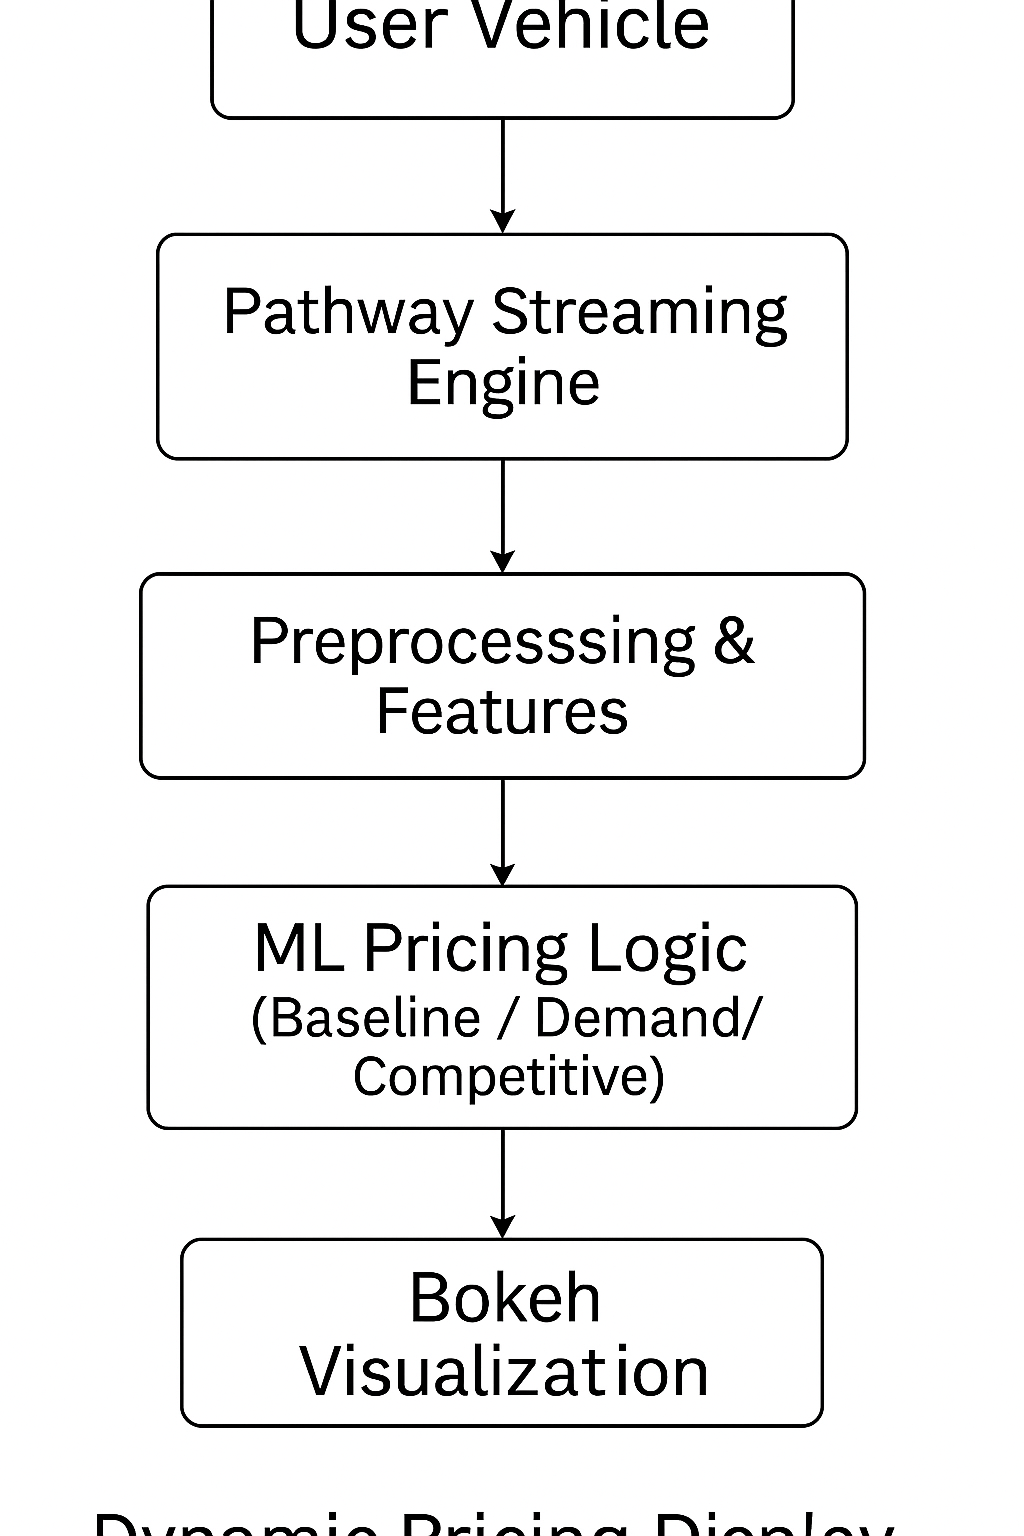 User Vehicle
Pathway Streaming
Engine
Preprocesssing &
Features
ML Pricing Logic
(Baseline / Demand/
Competitive)
Bokeh
Visualization
Dynamic Pricing Display